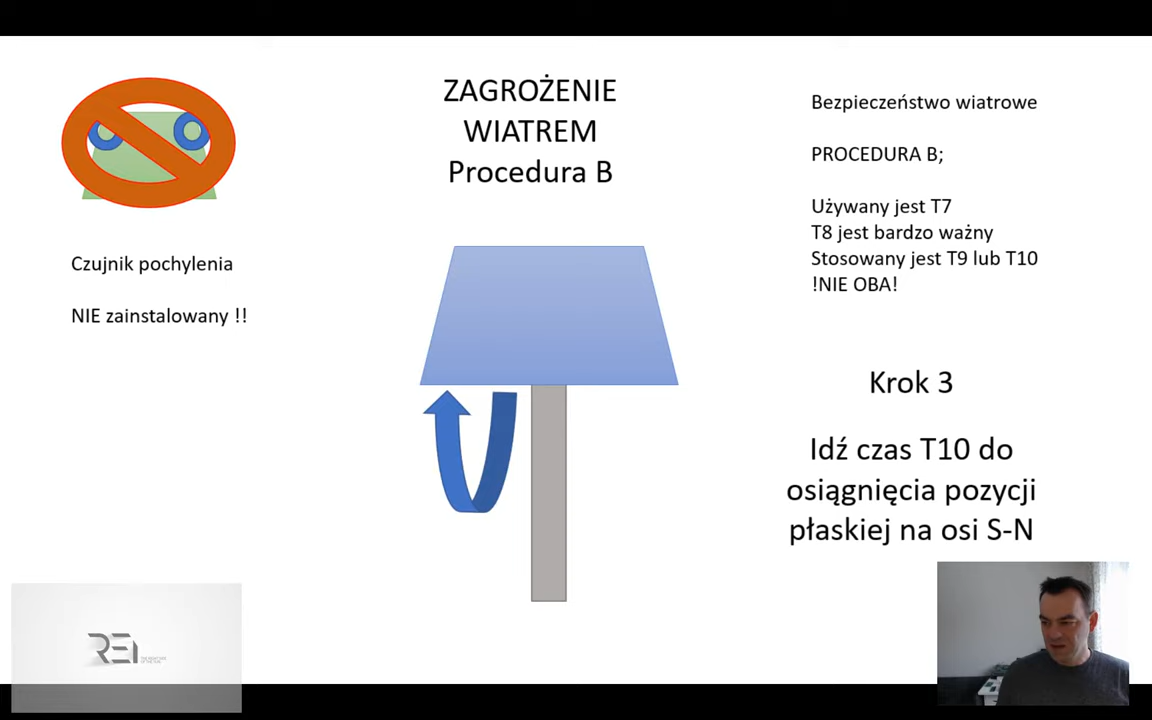 ZAGROŻENIE
WIATREM
Procedura B
Czujnik pochylenia
NIE zainstalowany !!
Bezpieczeństwo wiatrowe
PROCEDURA B;
Używany jest T7
T8 jest bardzo ważny
Stosowany jest T9 lub T10
!NIE OBA!
Krok 3
Idź czas T10 do
osiągnięcia pozycji
płaskiej na osi S-N
REI